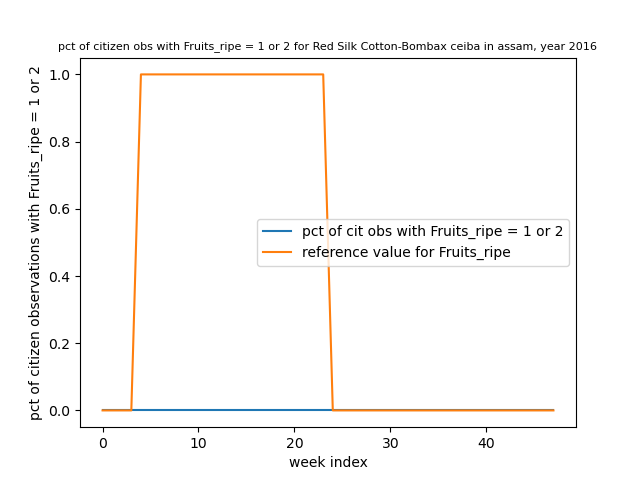 pct of citizen obs with Fruits_ripe = 1 or 2 for Red Silk Cotton-Bombax ceiba in assam, year 2016
pct of citizen observations with Fruits_ripe = 1 or 2
1.0
0.8
0.6
0.4
0.2
0.0
pct of cit obs with Fruits_ripe = 1 or 2
reference value for Fruits_ripe
0 10 20 30 40
week index